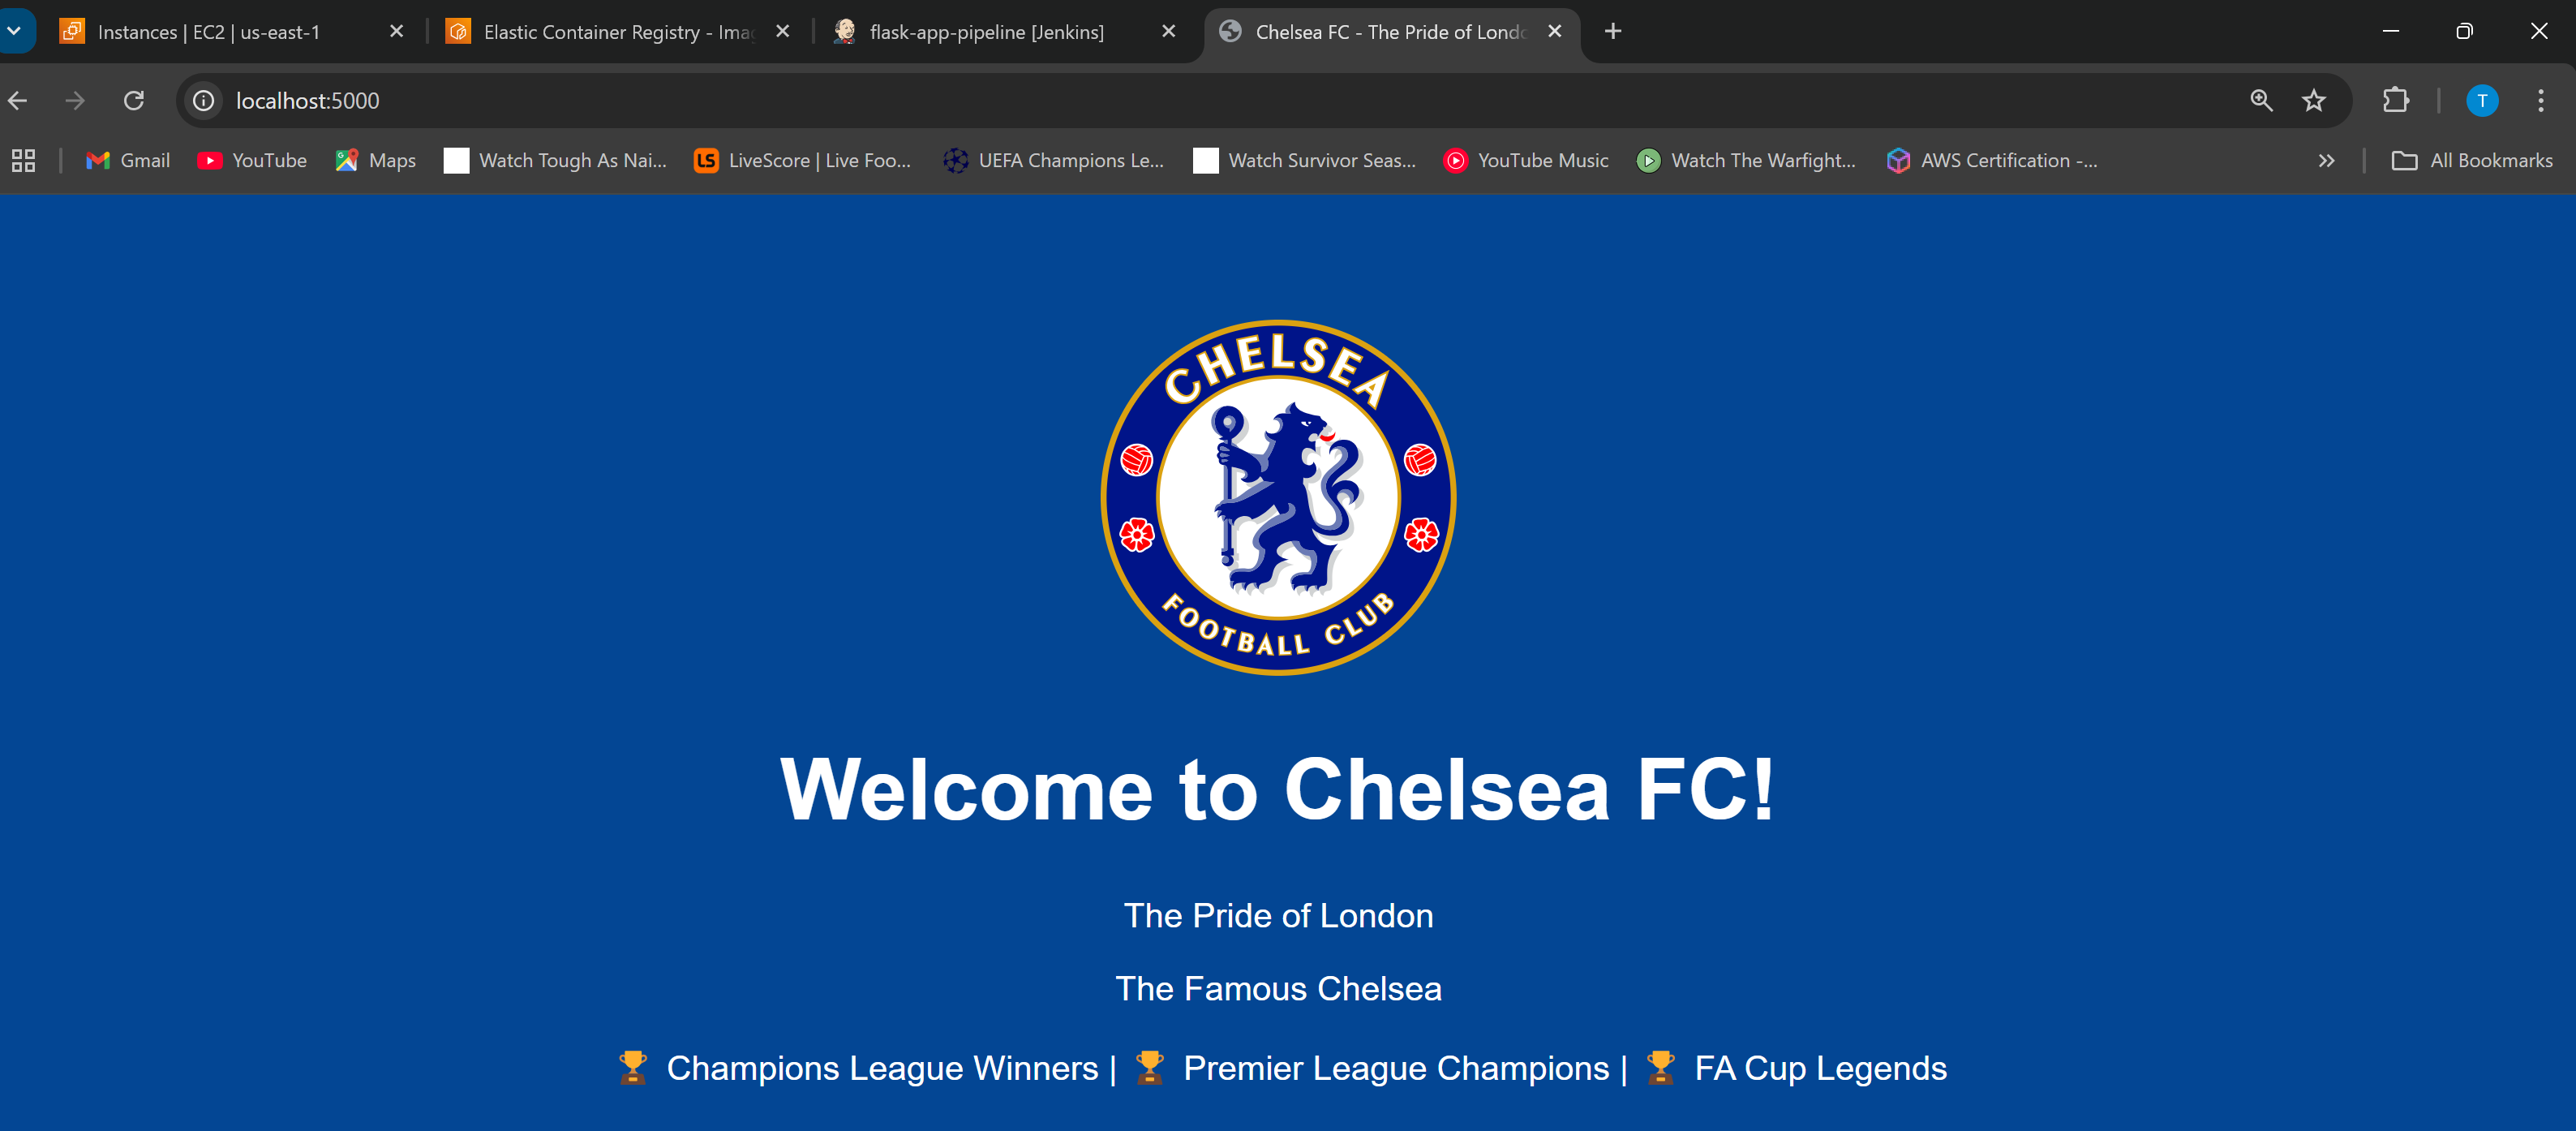 Instances | EC2 | us-east-1
Elastic Container Registry - Imag
flask-app-pipeline [Jenkins]
Chelsea FC - The Pride of Londo
localhost:5000
T
Gmail
YouTube
Maps
Watch Tough As Nai...
LS
LiveScore | Live Foo...
UEFA Champions Le...
Watch Survivor Seas...
YouTube Music
Watch The Warfight...
AWS Certification -...
All Bookmarks
CHELSEA
FOOTBALL CLUB
Welcome to Chelsea FC!
The Pride of London
The Famous Chelsea
🏆 Champions League Winners | 🏆 Premier League Champions | 🏆 FA Cup Legends